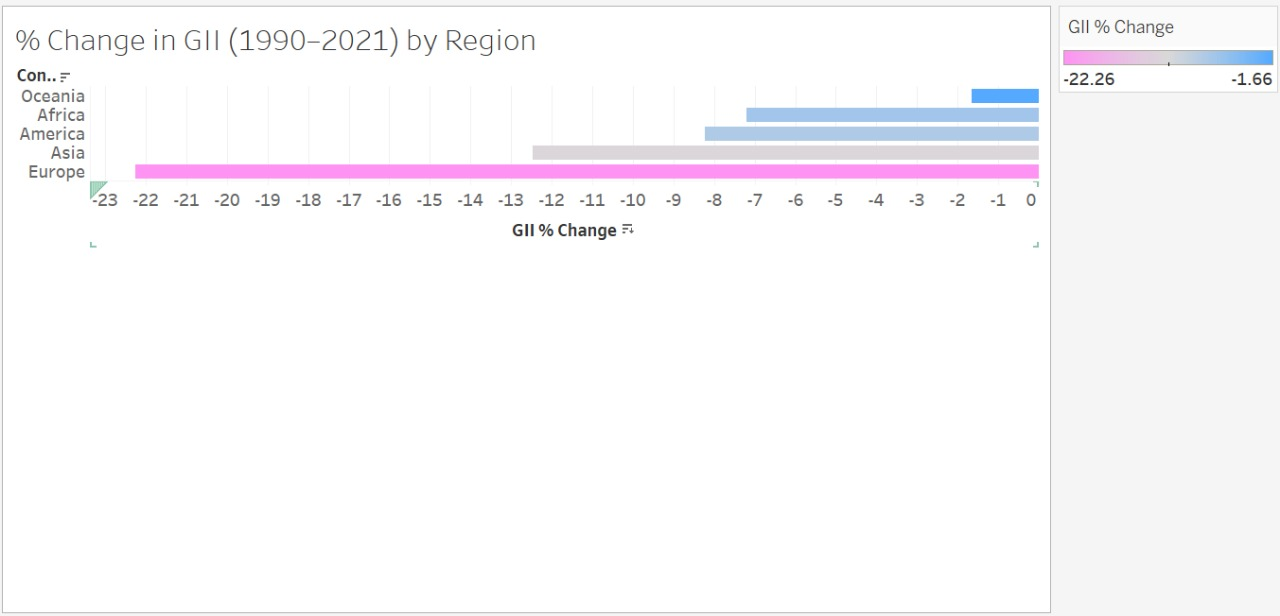 % Change in GII (1990–2021) by Region
GII % Change
-22.26 -1.66
Con..
Oceania
Africa
America
Asia
Europe
-23 -22 -21 -20 -19 -18 -17 -16 -15 -14 -13 -12 -11 -10 -9 -8 -7 -6 -5 -4 -3 -2 -1 0
GII % Change